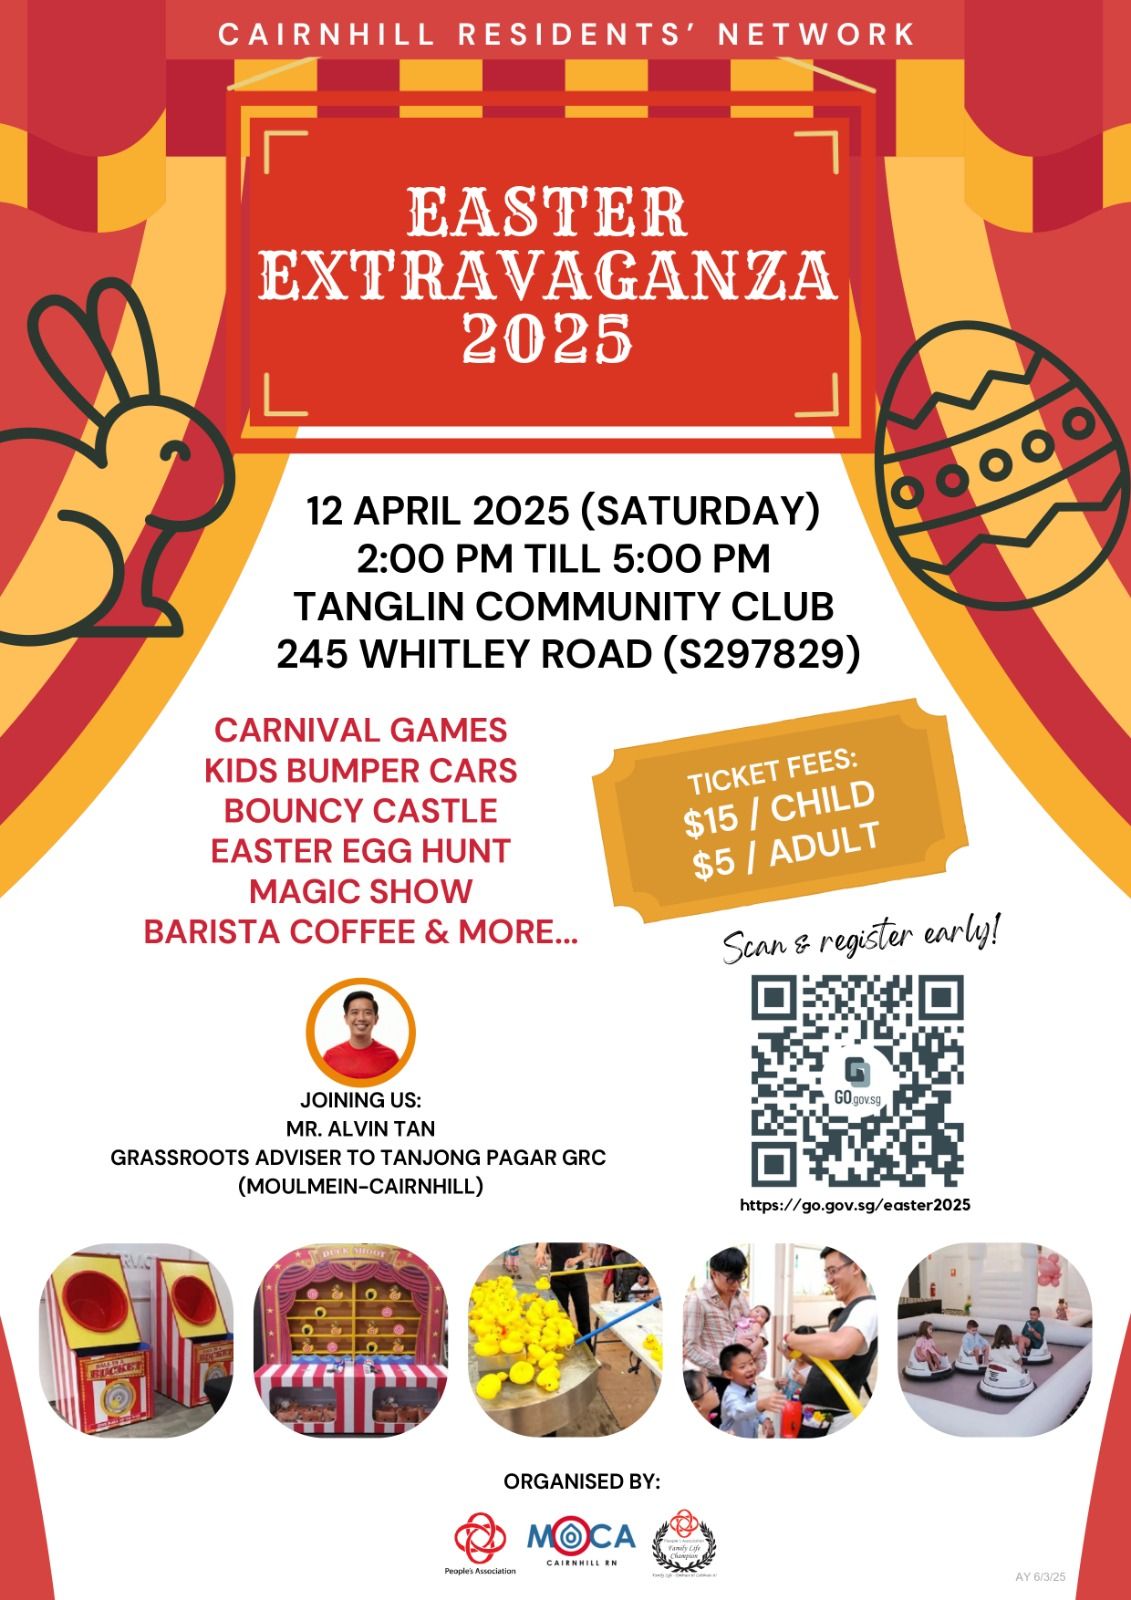 CAIRNHILL RESIDENTS' NETWORK
EASTER
EXTRAVAGANZA
2025
12 APRIL 2025 (SATURDAY)
2:00 PM TILL 5:00 PM
TANGLIN COMMUNITY CLUB
245 WHITLEY ROAD (S297829)
CARNIVAL GAMES
KIDS BUMPER CARS
BOUNCY CASTLE
EASTER EGG HUNT
MAGIC SHOW
BARISTA COFFEE & MORE...
TICKET FEES:
$15 / CHILD
$5 / ADULT
Scan & register early!
GO.gov.sg
https://go.gov.sg/easter2025
JOINING US:
MR. ALVIN TAN
GRASSROOTS ADVISER TO TANJONG PAGAR GRC
(MOULMEIN-CAIRNHILL)
BUCKET
BUCKET
DUCK SHOOT
ORGANISED BY:
People's Association
MOCA
CAIRNHILL RN
People's Association
Family Life
Champion
AY 6/3/25